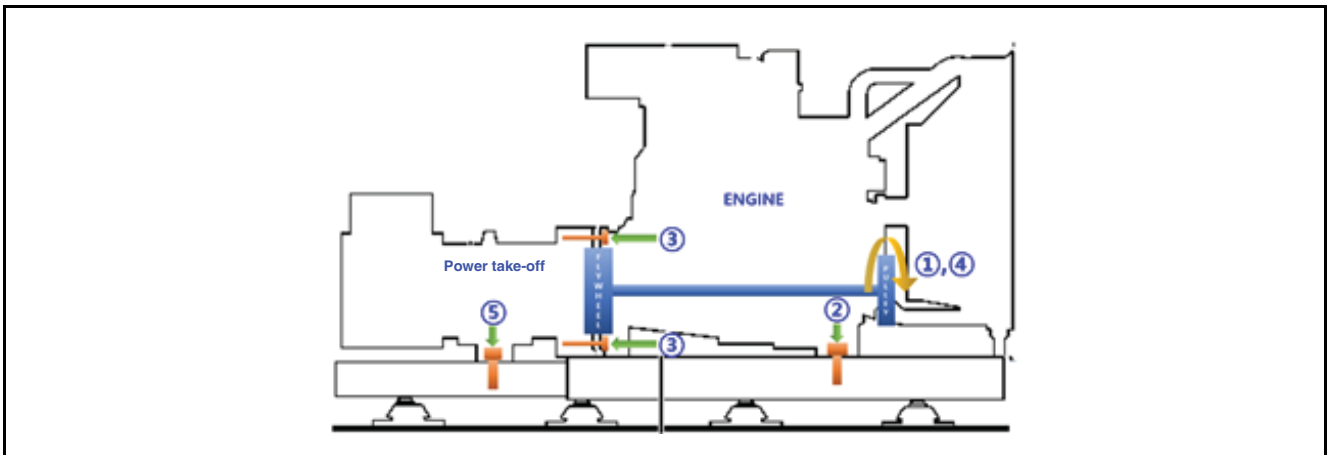 ENGINE
③
Power take-off
FLYWHEEL
PULLEY
①,④
⑤
②
③